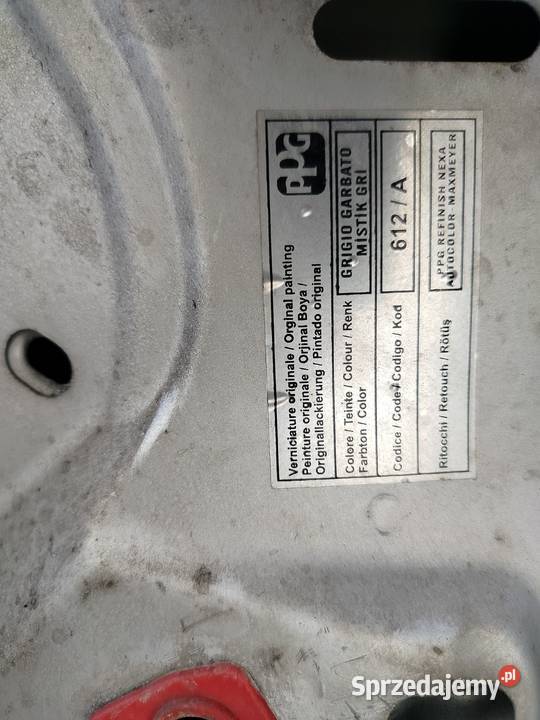 PPG
Verniciature originale / Orginal painting
Peinture originale / Orjinal Boya /
Originallackierung / Pintado original
Colore / Teinte / Colour / Renk
Farbton / Color
GRIGIO GARBATO
MISTIK GRI
Codice / Code / Codigo / Kod
612 / A
Ritocchi / Retouch / Rötüş
PPG REFINISH NEXA
AUTOCOLOR - MAXMEYER
Sprzedajemy.pl